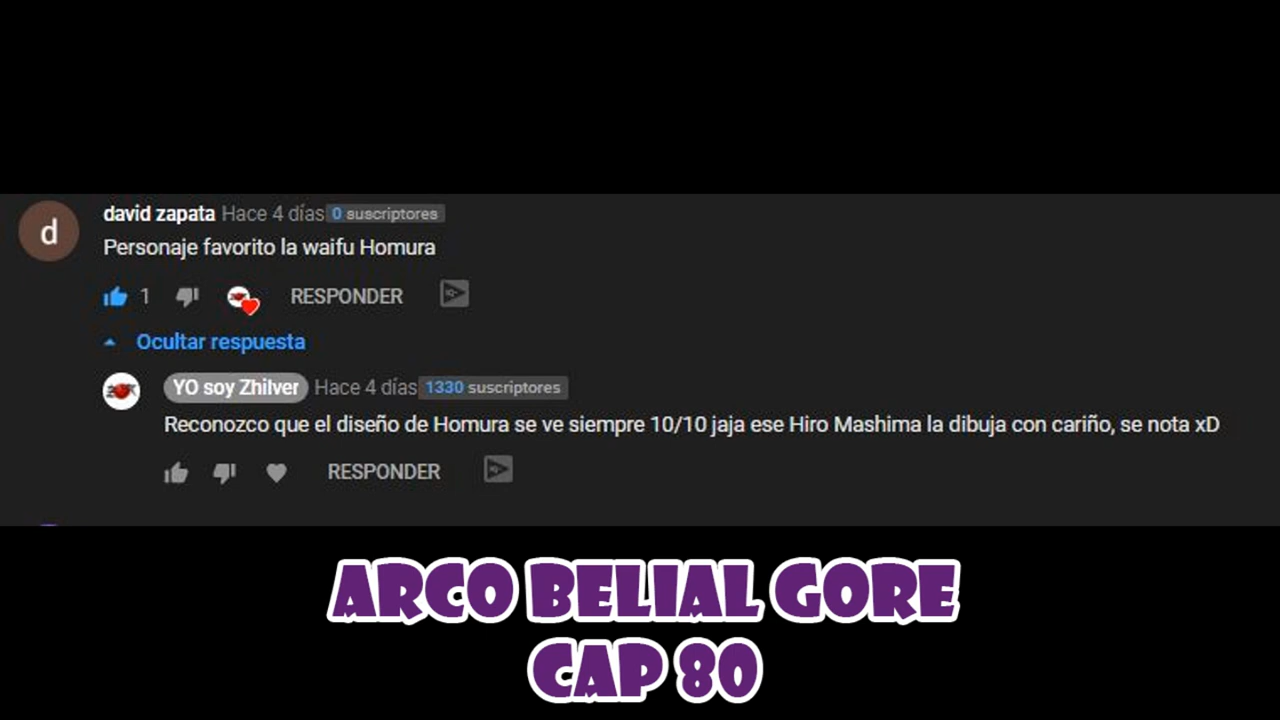 d
david zapata Hace 4 días 0 suscriptores
Personaje favorito la waifu Homura
1 RESPONDER
Ocultar respuesta
YO soy Zhilver Hace 4 días 1330 suscriptores
Reconozco que el diseño de Homura se ve siempre 10/10 jaja ese Hiro Mashima la dibuja con cariño, se nota xD
RESPONDER
ARCO BELIAL GORE
CAP 80